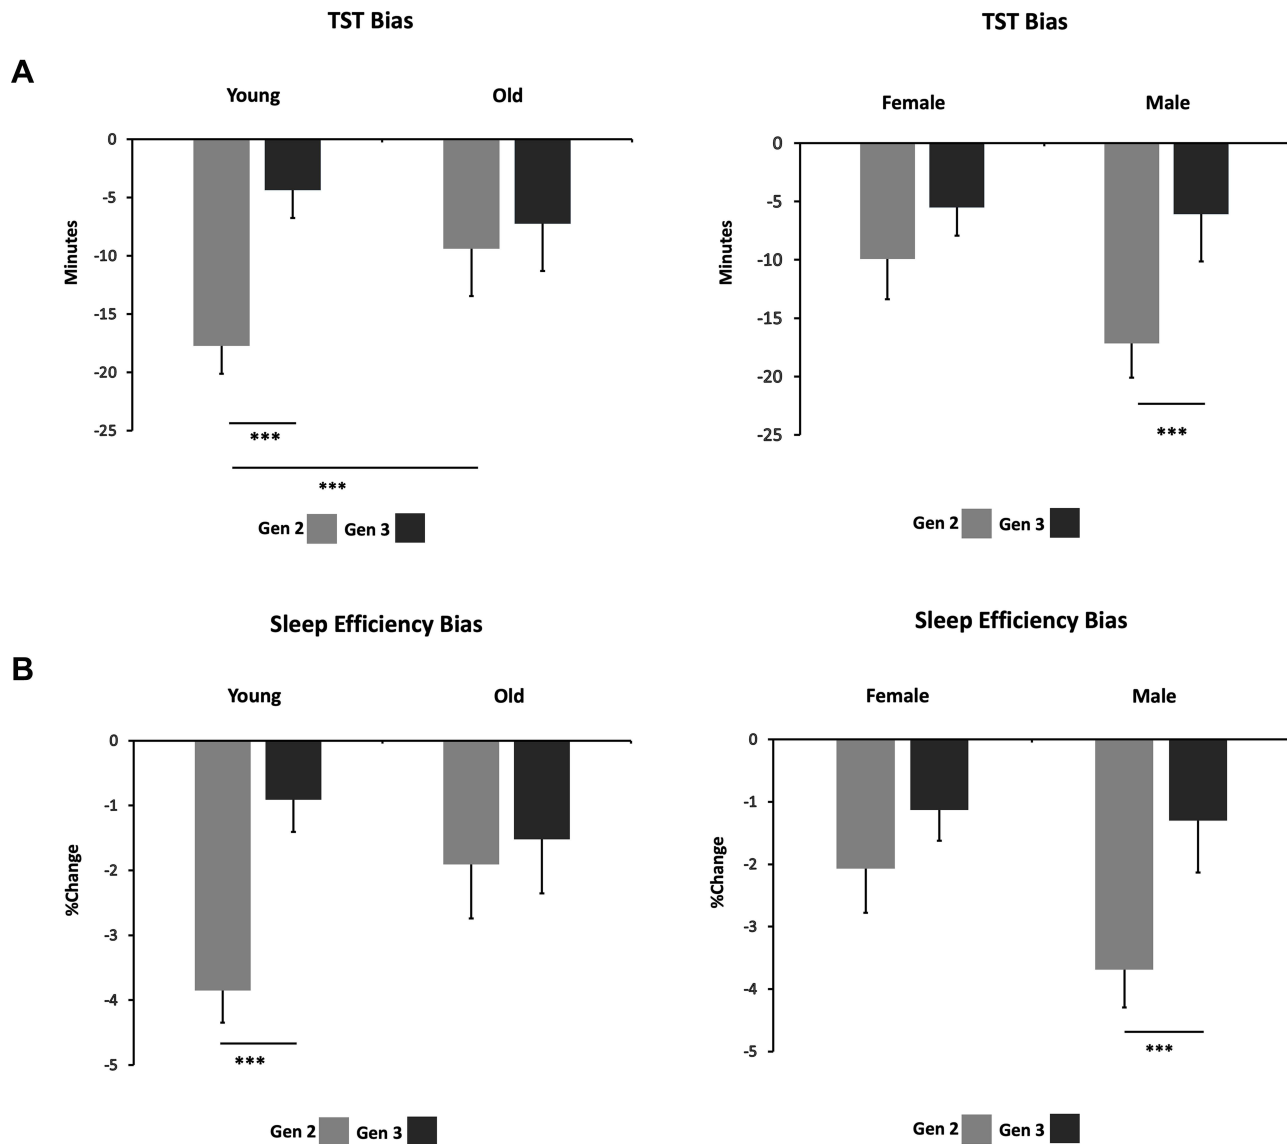 TST Bias
A
Young
Old
0
-5
-10
-15
-20
-25
Minutes
***
***
Gen 2 Gen 3
TST Bias
Female
Male
0
-5
-10
-15
-20
-25
Minutes
***
Gen 2 Gen 3
Sleep Efficiency Bias
B
Young
Old
0
-1
-2
-3
-4
-5
%Change
***
Gen 2 Gen 3
Sleep Efficiency Bias
Female
Male
0
-1
-2
-3
-4
-5
%Change
***
Gen 2 Gen 3